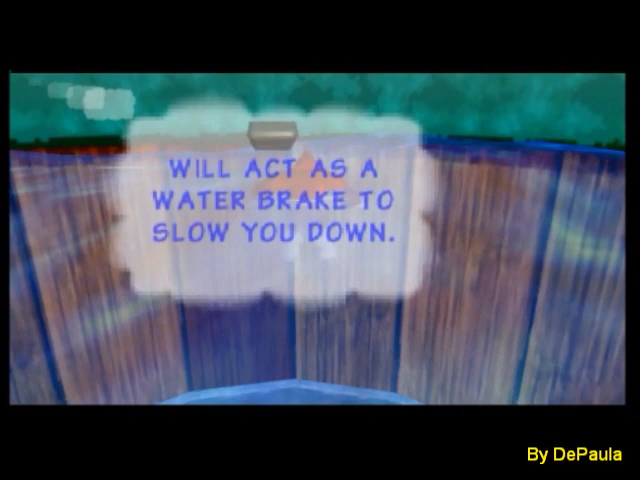 WILL ACT AS A
WATER BRAKE TO
SLOW YOU DOWN.
By DePaula